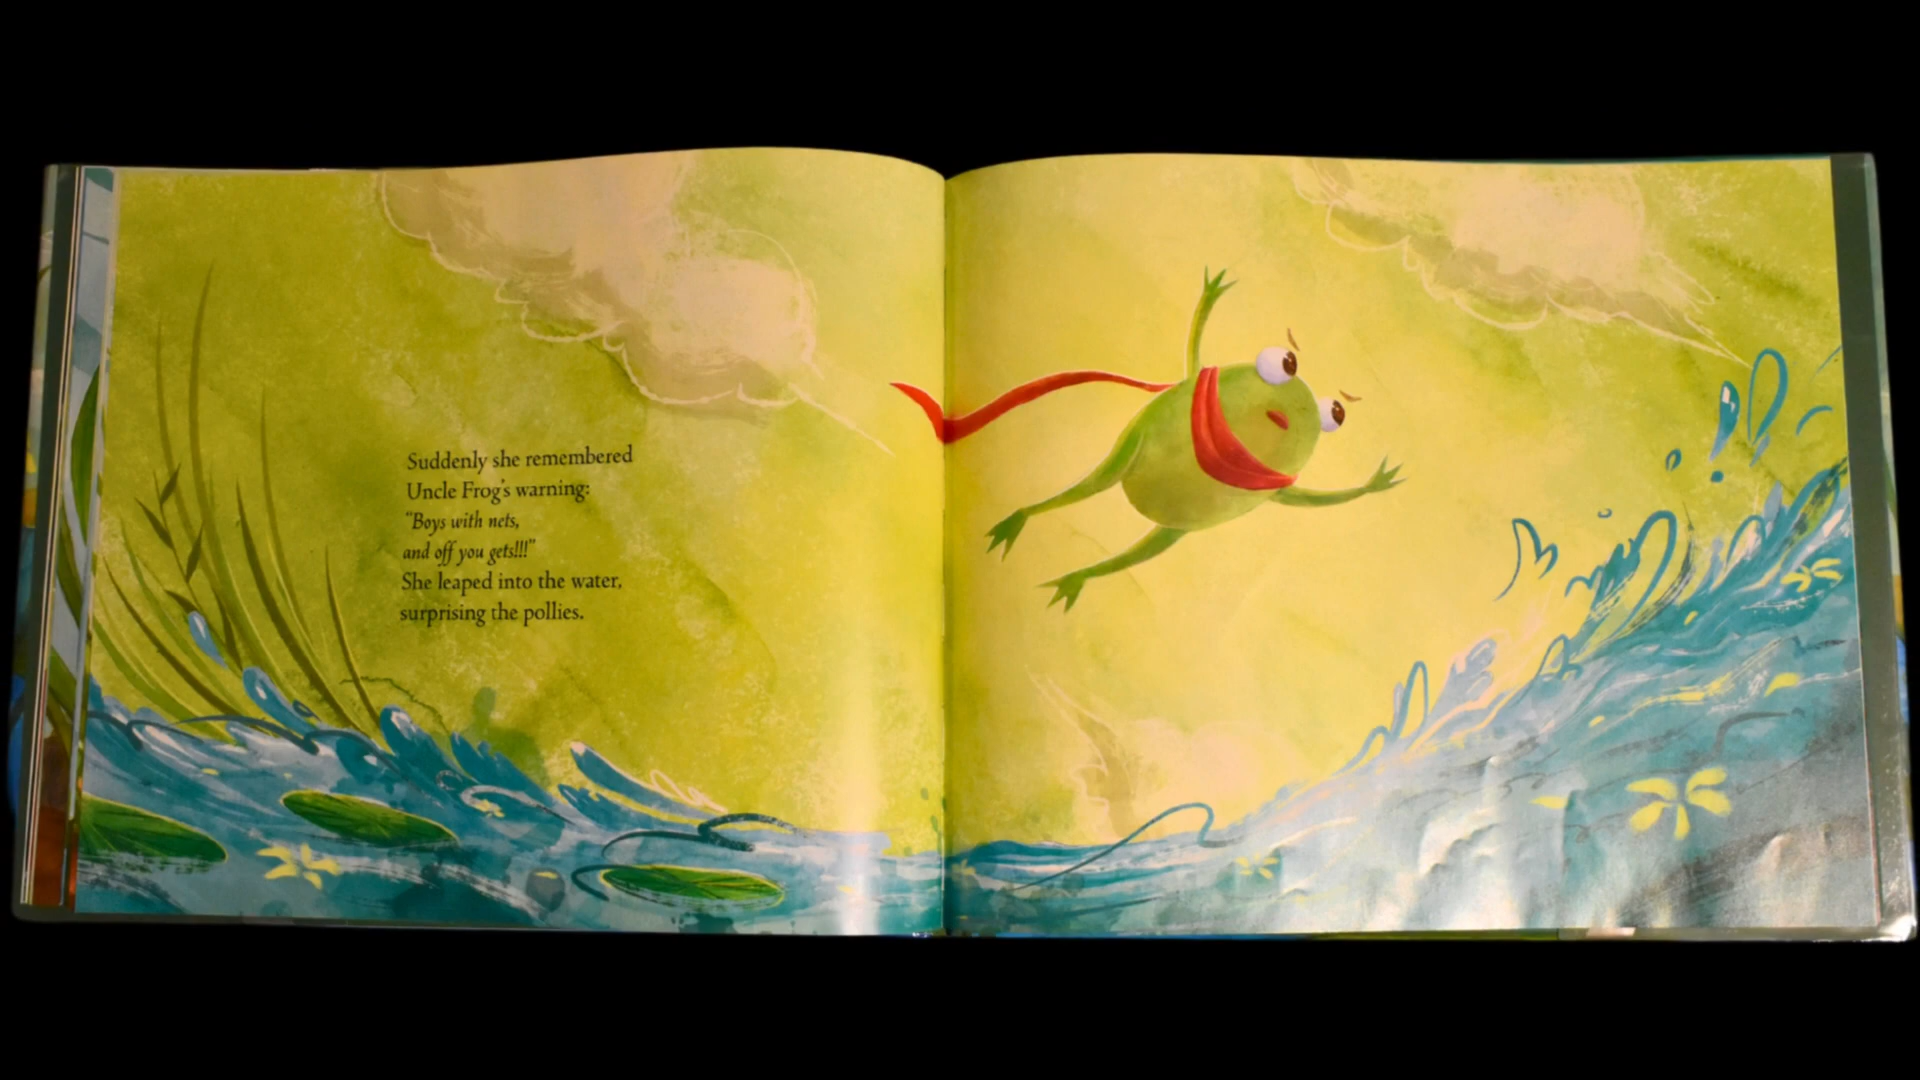 Suddenly she remembered
Uncle Frog's warning:
“Boys with nets,
and off you gets!!!”
She leaped into the water,
surprising the pollies.